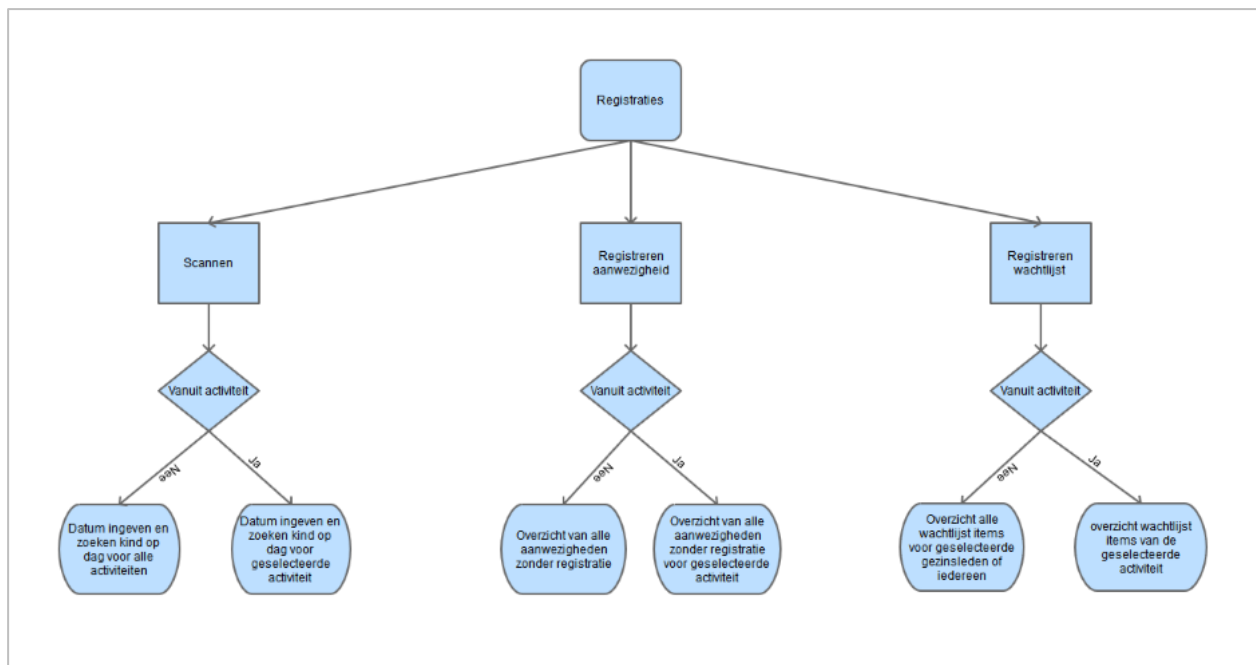 Registraties
Scannen
Registreren
aanwezigheid
Registreren
wachtlijst
Vanuit activiteit
Vanuit activiteit
Vanuit activiteit
Nee
Ja
Nee
Ja
Nee
Ja
Datum ingeven en
zoeken kind op
dag voor alle
activiteiten
Datum ingeven en
zoeken kind op
dag voor
geselecteerde
activiteit
Overzicht van alle
aanwezigheden
zonder registratie
Overzicht van alle
aanwezigheden
zonder registratie
voor geselecteerde
activiteit
Overzicht alle
wachtlijst items
voor geselecteerde
gezinsleden of
iedereen
overzicht wachtlijst
items van de
geselecteerde
activiteit